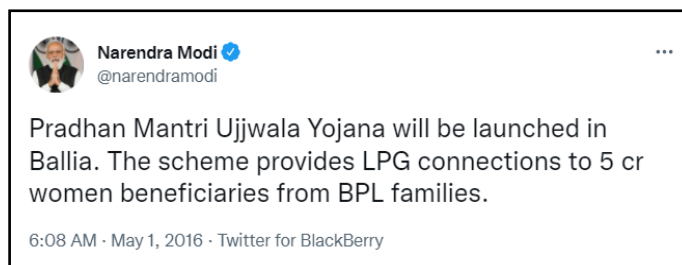 Narendra Modi
@narendramodi
Pradhan Mantri Ujjwala Yojana will be launched in
Ballia. The scheme provides LPG connections to 5 cr
women beneficiaries from BPL families.
6:08 AM · May 1, 2016 · Twitter for BlackBerry